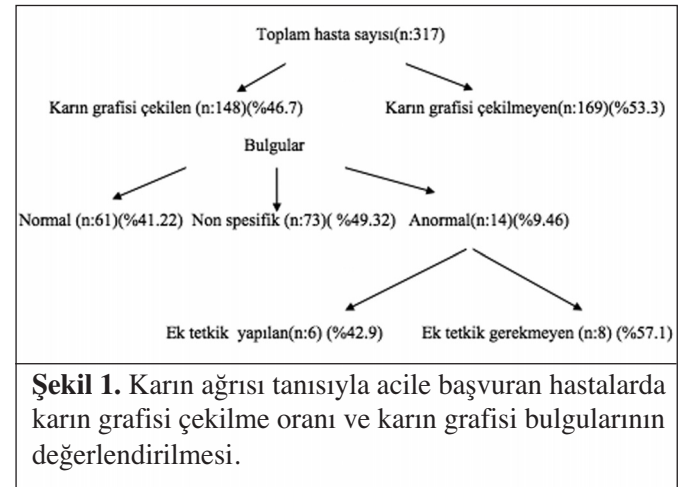 Toplam hasta sayısı(n:317)
Karın grafisi çekilen (n:148)(%46.7) Karın grafisi çekilmeyen(n:169)(%53.3)
Bulgular
Normal (n:61)(%41.22) Non spesifik (n:73)( %49.32) Anormal(n:14)(%9.46)
Ek tetkik yapılan(n:6) (%42.9) Ek tetkik gerekmeyen (n:8) (%57.1)
Şekil 1. Karın ağrısı tanısıyla acile başvuran hastalarda
karın grafisi çekilme oranı ve karın grafisi bulgularının
değerlendirilmesi.